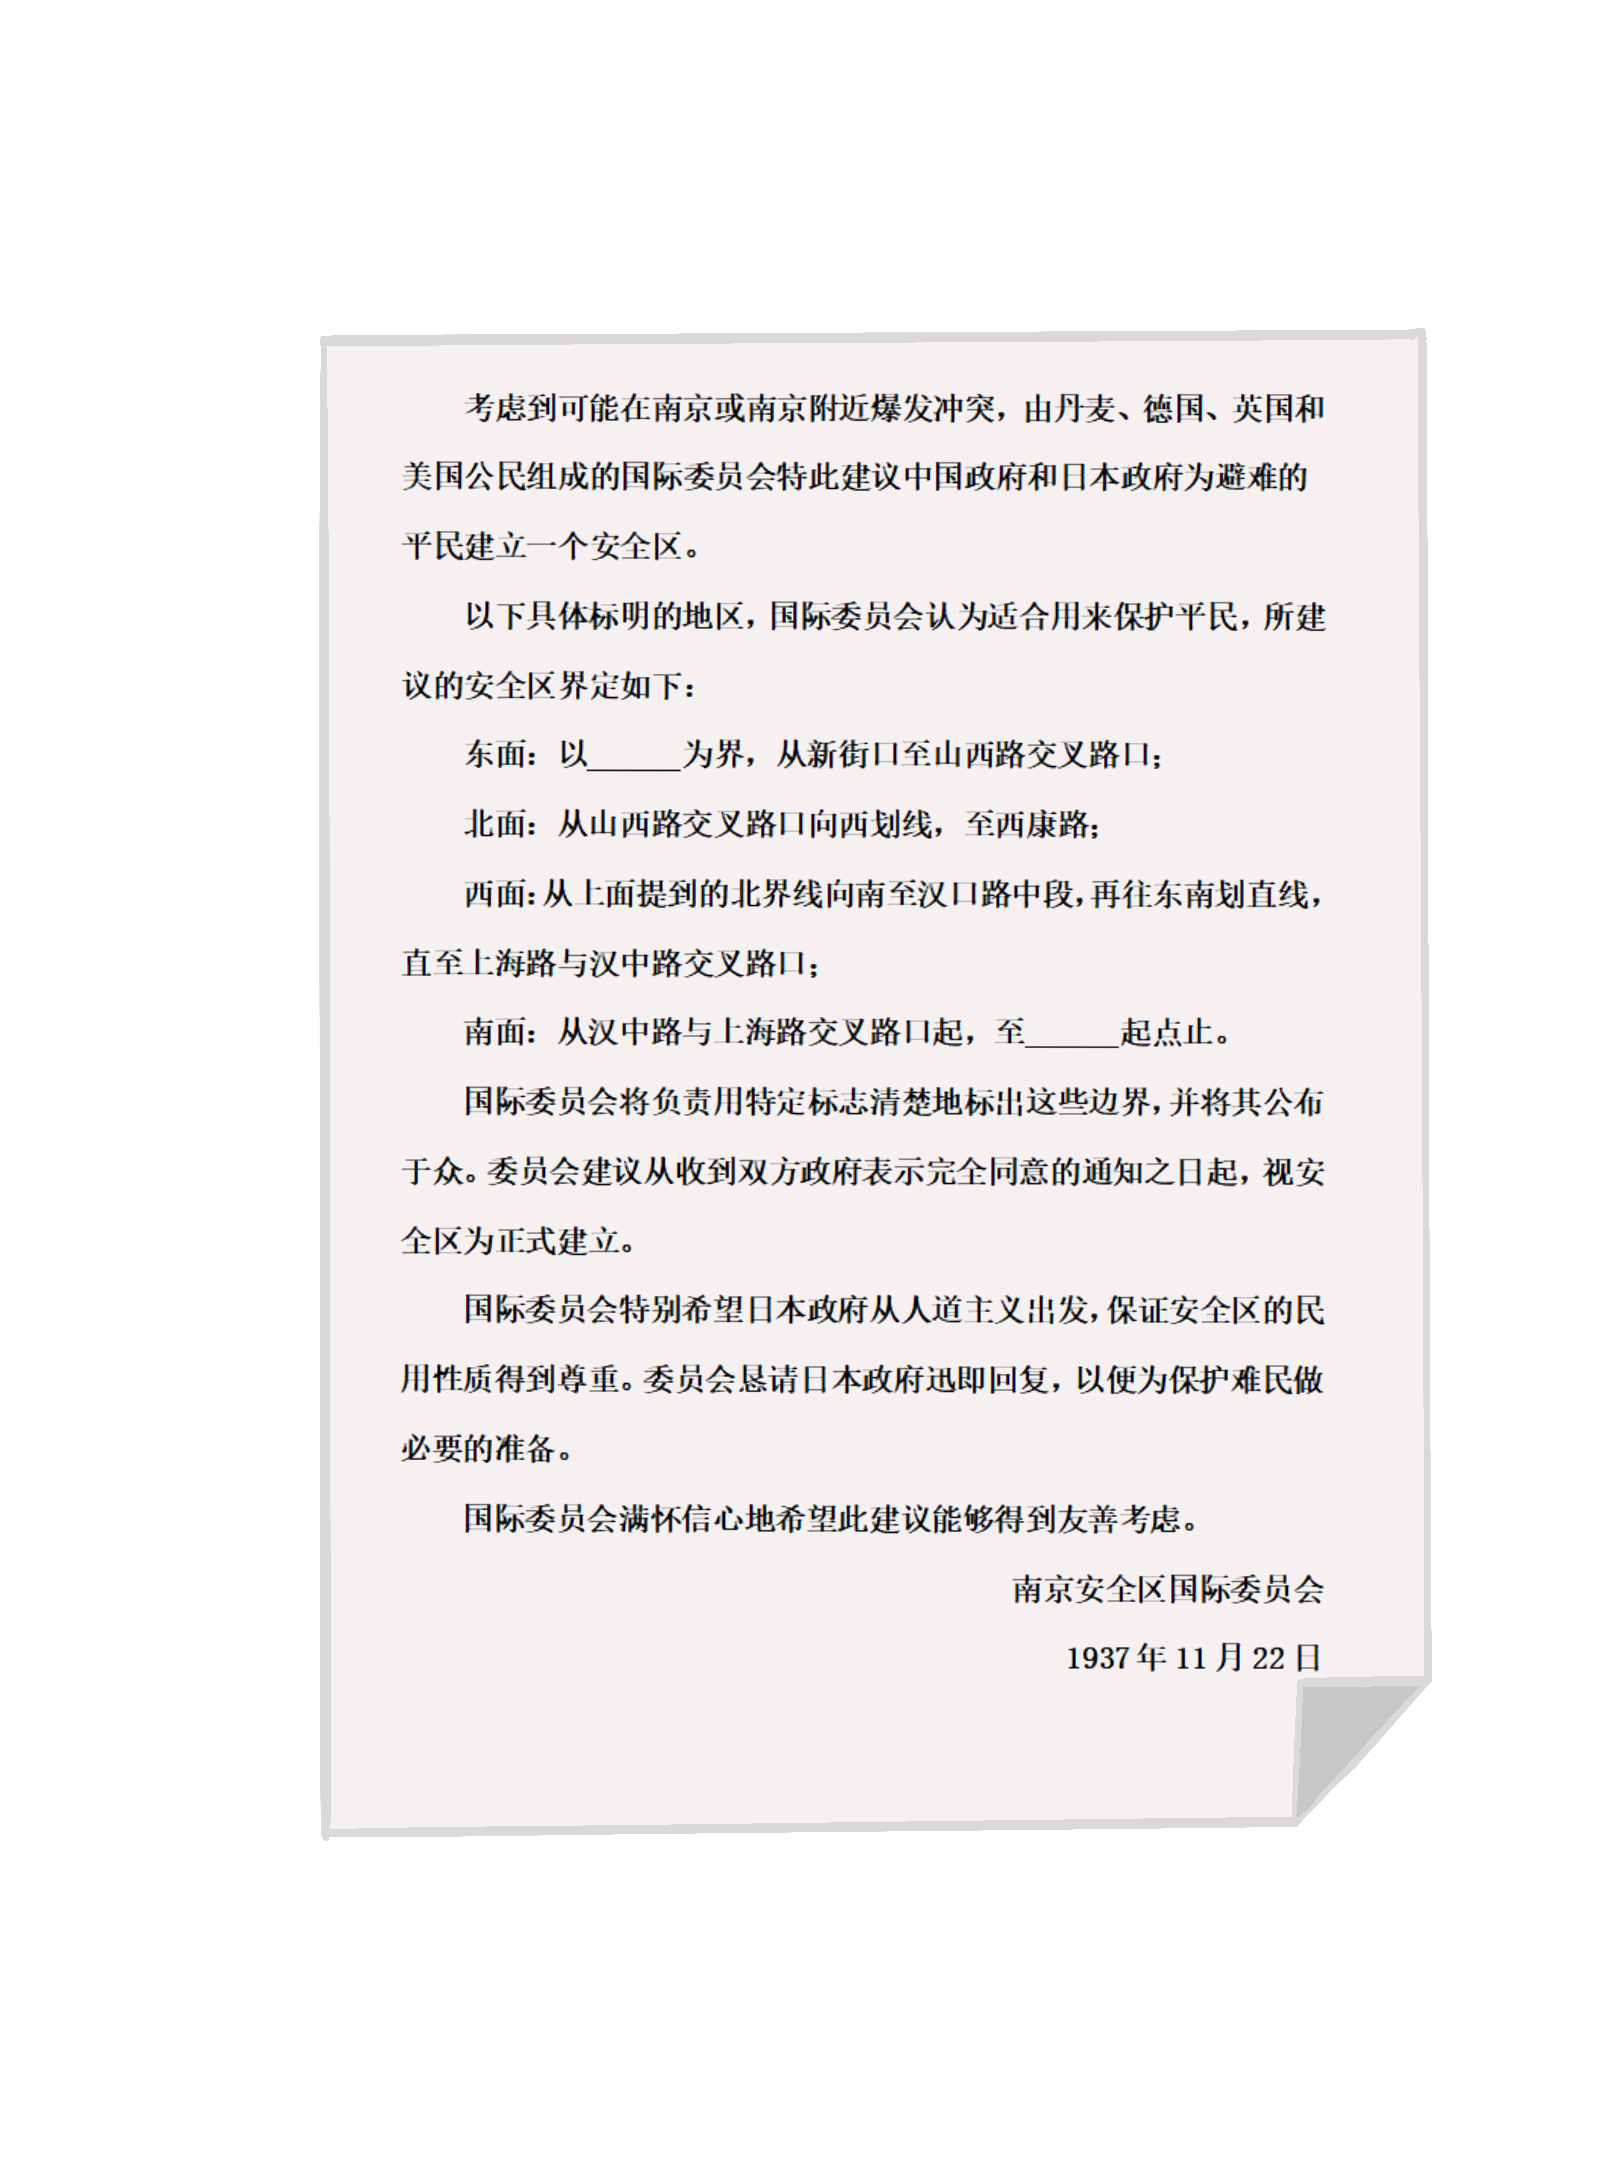 考虑到可能在南京或南京附近爆发冲突，由丹麦、德国、英国和
美国公民组成的国际委员会特此建议中国政府和日本政府为避难的
平民建立一个安全区。
以下具体标明的地区，国际委员会认为适合用来保护平民，所建
议的安全区界定如下：
东面：以______为界，从新街口至山西路交叉路口；
北面：从山西路交叉路口向西划线，至西康路；
西面：从上面提到的北界线向南至汉口路中段，再往东南划直线，
直至上海路与汉中路交叉路口；
南面：从汉中路与上海路交叉路口起，至______起点止。
国际委员会将负责用特定标志清楚地标出这些边界，并将其公布
于众。委员会建议从收到双方政府表示完全同意的通知之日起，视安
全区为正式建立。
国际委员会特别希望日本政府从人道主义出发，保证安全区的民
用性质得到尊重。委员会恳请日本政府迅即回复，以便为保护难民做
必要的准备。
国际委员会满怀信心地希望此建议能够得到友善考虑。
南京安全区国际委员会
1937年11月22日